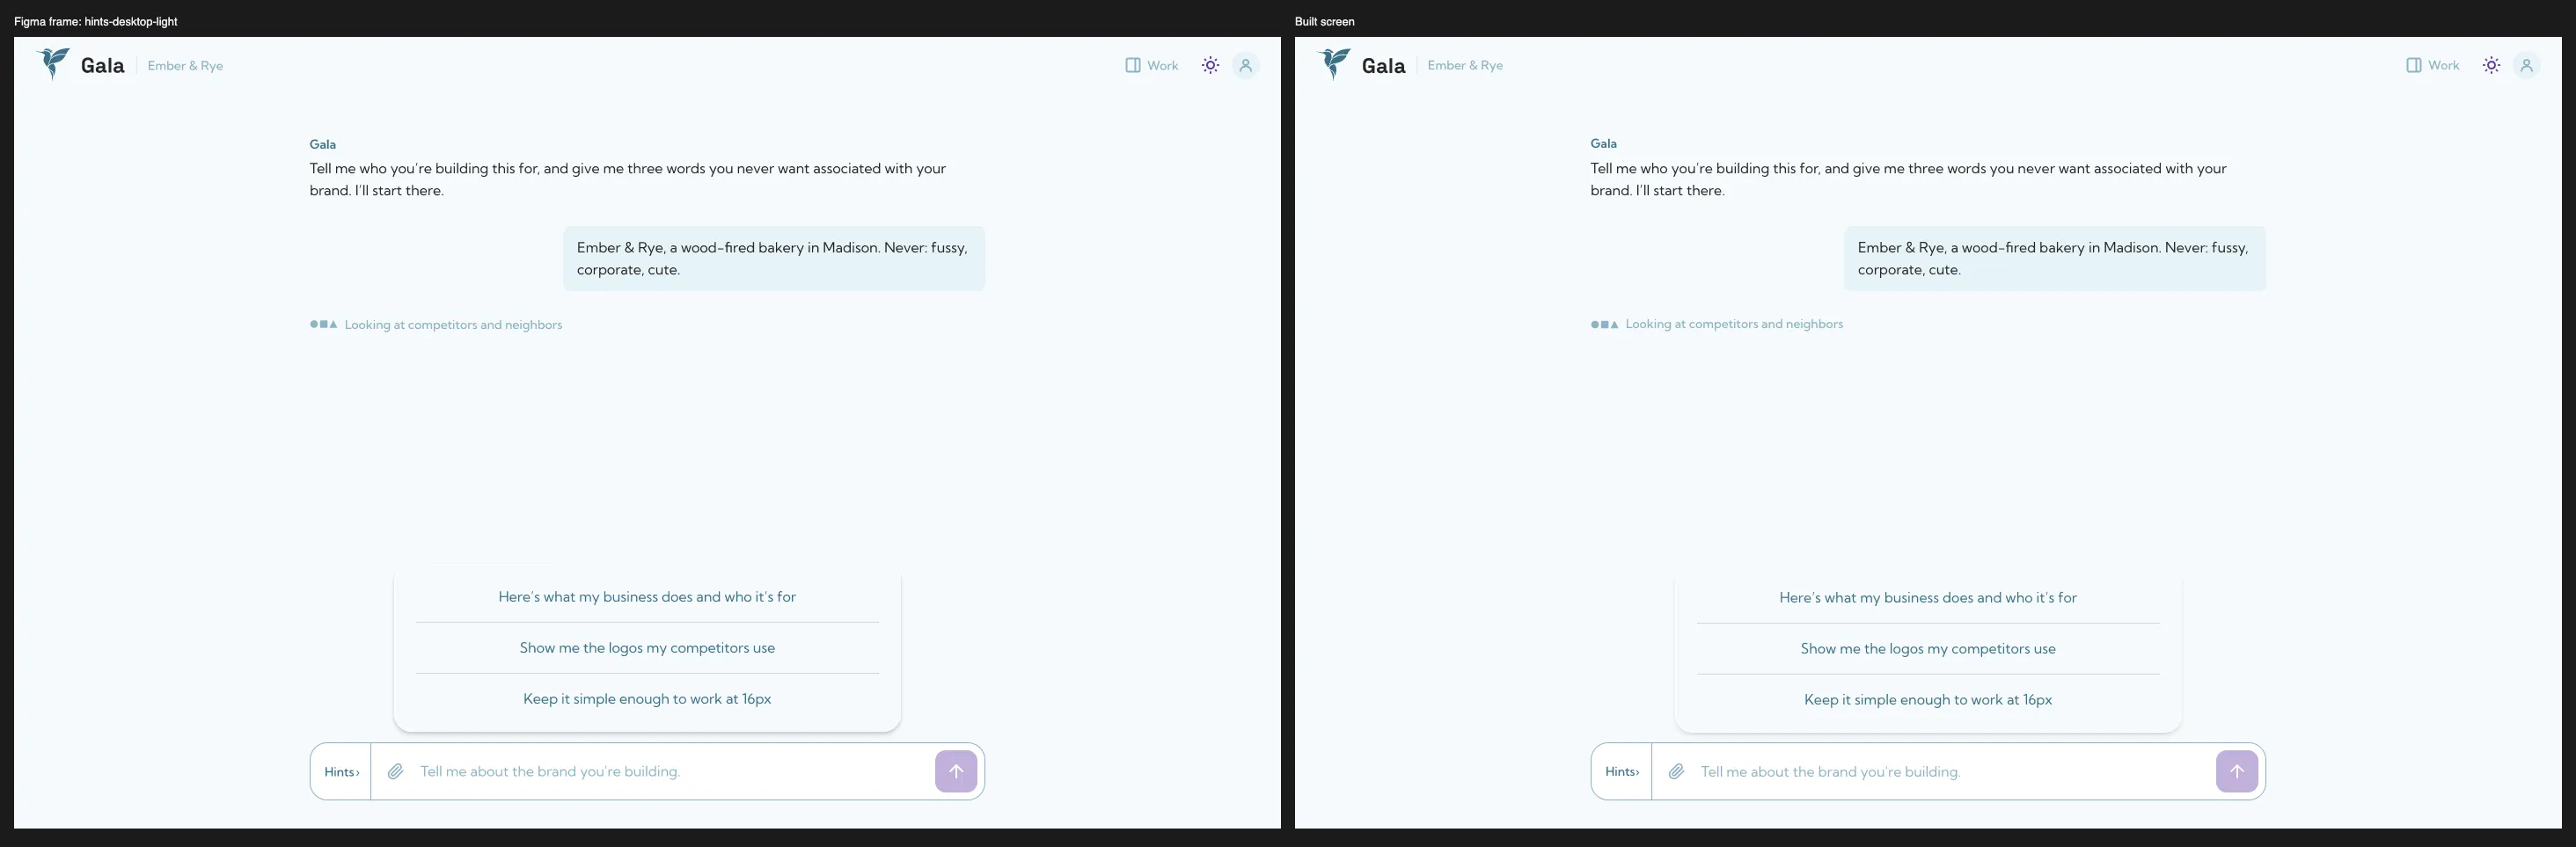 Figma frame: hints-desktop-light
Gala
Ember & Rye
Work
Gala
Tell me who you’re building this for, and give me three words you never want associated with your
brand. I’ll start there.
Ember & Rye, a wood-fired bakery in Madison. Never: fussy,
corporate, cute.
Looking at competitors and neighbors
Here’s what my business does and who it’s for
Show me the logos my competitors use
Keep it simple enough to work at 16px
Hints ›
Tell me about the brand you’re building.
Built screen
Gala
Ember & Rye
Work
Gala
Tell me who you’re building this for, and give me three words you never want associated with your
brand. I’ll start there.
Ember & Rye, a wood-fired bakery in Madison. Never: fussy,
corporate, cute.
Looking at competitors and neighbors
Here’s what my business does and who it’s for
Show me the logos my competitors use
Keep it simple enough to work at 16px
Hints›
Tell me about the brand you’re building.